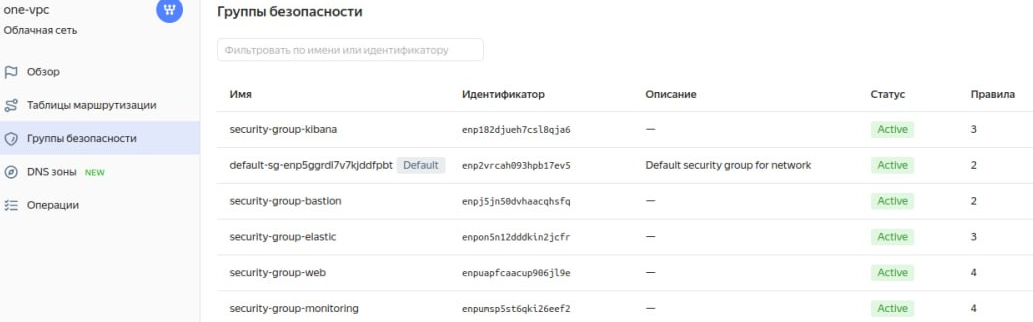 one-vpc
Облачная сеть
Обзор
Таблицы маршрутизации
Группы безопасности
DNS зоны NEW
Операции
Группы безопасности
Фильтровать по имени или идентификатору
Имя Идентификатор Описание Статус Правила
security-group-kibana enp182djueh7csl8qja6 — Active 3
default-sg-enp5ggrdl7v7kjddfpbt Default enp2vrcah093hpb17ev5 Default security group for network Active 2
security-group-bastion enpj5jn50dvhaacqhsfq — Active 2
security-group-elastic enpon5n12dddkin2jcfr — Active 3
security-group-web enpuapfcaacup906jl9e — Active 4
security-group-monitoring enpumsp5st6qki26eef2 — Active 4